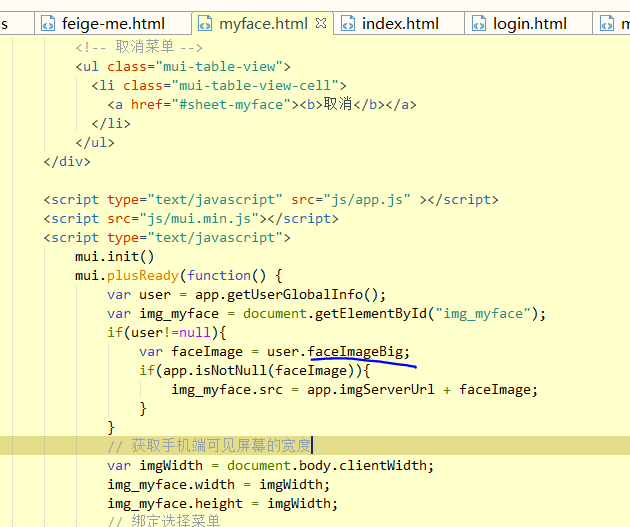 s feige-me.html myface.html index.html login.html m
<!-- 取消菜单 -->
<ul class="mui-table-view">
<li class="mui-table-view-cell">
<a href="#sheet-myface"><b>取消</b></a>
</li>
</ul>
</div>
<script type="text/javascript" src="js/app.js" ></script>
<script src="js/mui.min.js"></script>
<script type="text/javascript">
mui.init()
mui.plusReady(function() {
var user = app.getUserGlobalInfo();
var img_myface = document.getElementById("img_myface");
if(user!=null){
var faceImage = user.faceImageBig;
if(app.isNotNull(faceImage)){
img_myface.src = app.imgServerUrl + faceImage;
}
}
// 获取手机端可见屏幕的宽度
var imgWidth = document.body.clientWidth;
img_myface.width = imgWidth;
img_myface.height = imgWidth;
// 绑定选择菜单